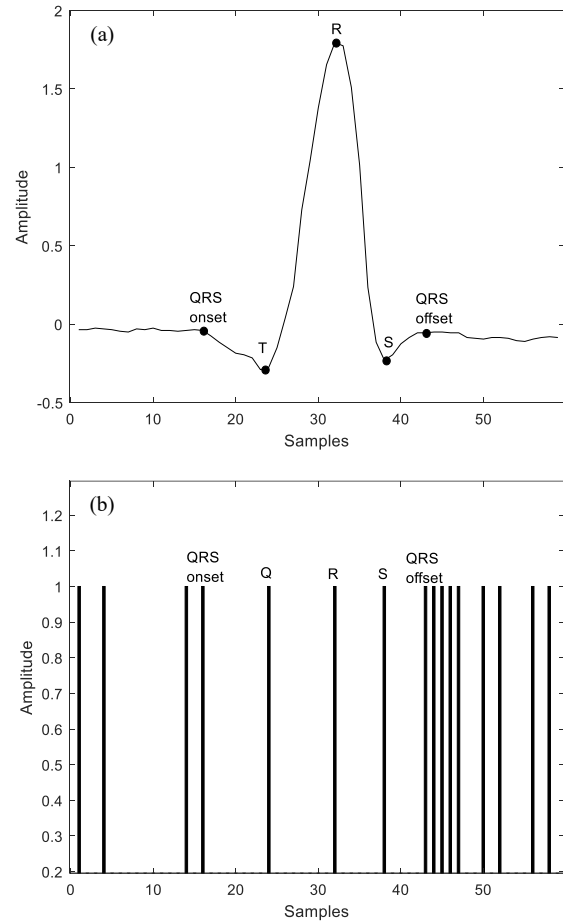 (a)
R
QRS
onset
T
S
QRS
offset
2
1.5
1
0.5
0
-0.5
Amplitude
0 10 20 30 40 50
Samples
(b)
QRS
onset
Q
R
S
QRS
offset
1.2
1.1
1
0.9
0.8
0.7
0.6
0.5
0.4
0.3
0.2
Amplitude
0 10 20 30 40 50
Samples